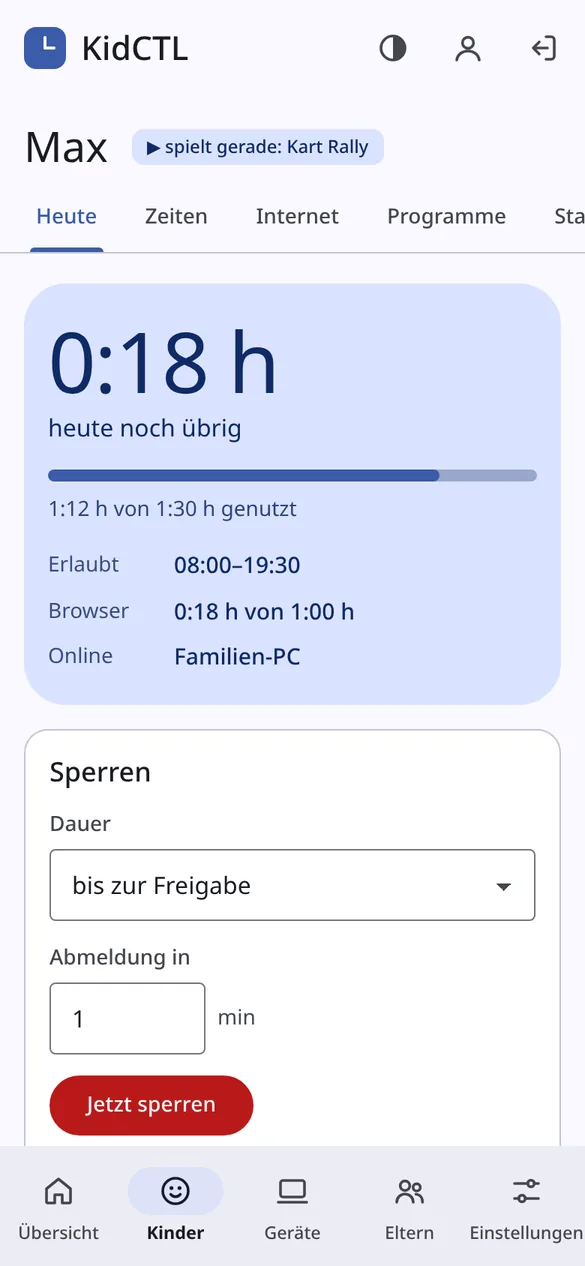 KidCTL
Max
▶ spielt gerade: Kart Rally
Heute Zeiten Internet Programme Sta
0:18 h
heute noch übrig
1:12 h von 1:30 h genutzt
Erlaubt 08:00–19:30
Browser 0:18 h von 1:00 h
Online Familien-PC
Sperren
Dauer
bis zur Freigabe
Abmeldung in
1 min
Jetzt sperren
Übersicht Kinder Geräte Eltern Einstellungen